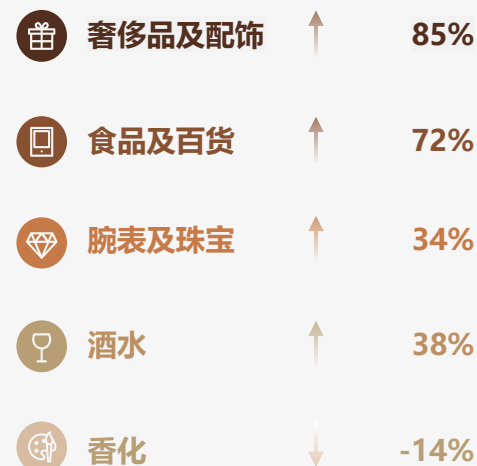 奢侈品及配饰 85%
食品及百货 72%
腕表及珠宝 34%
酒水 38%
香化 -14%